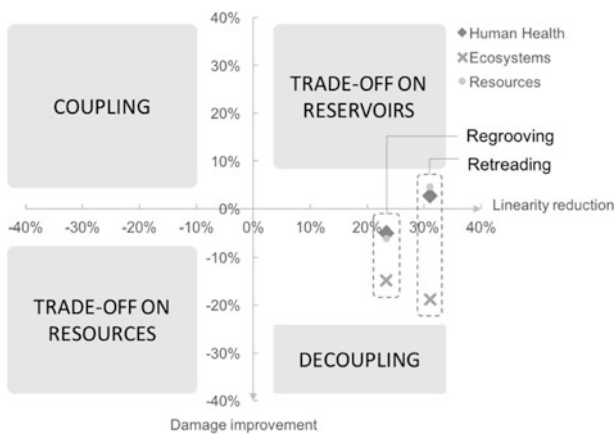 40%
30%
20%
10%
0%
-10%
-20%
-30%
-40%
-40% -30% -20% -10% 0% 10% 20% 30% 40%
COUPLING
TRADE-OFF ON
RESERVOIRS
Human Health
Ecosystems
Resources
Regrooving
Retreading
Linearity reduction
TRADE-OFF ON
RESOURCES
DECOUPLING
Damage improvement